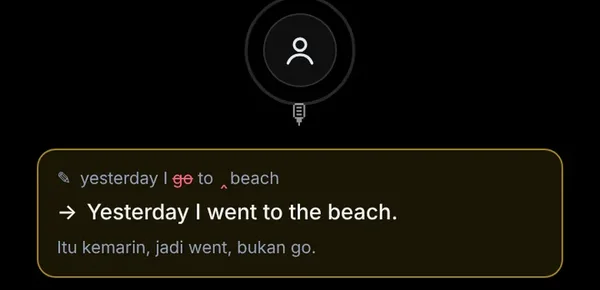 yesterday I go to ‸beach
→ Yesterday I went to the beach.
Itu kemarin, jadi went, bukan go.